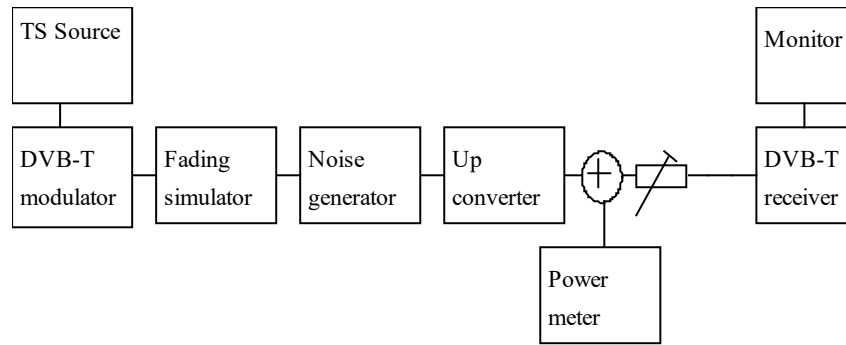 TS Source
Monitor
DVB-T
modulator
Fading
simulator
Noise
generator
Up
converter
+
DVB-T
receiver
Power
meter